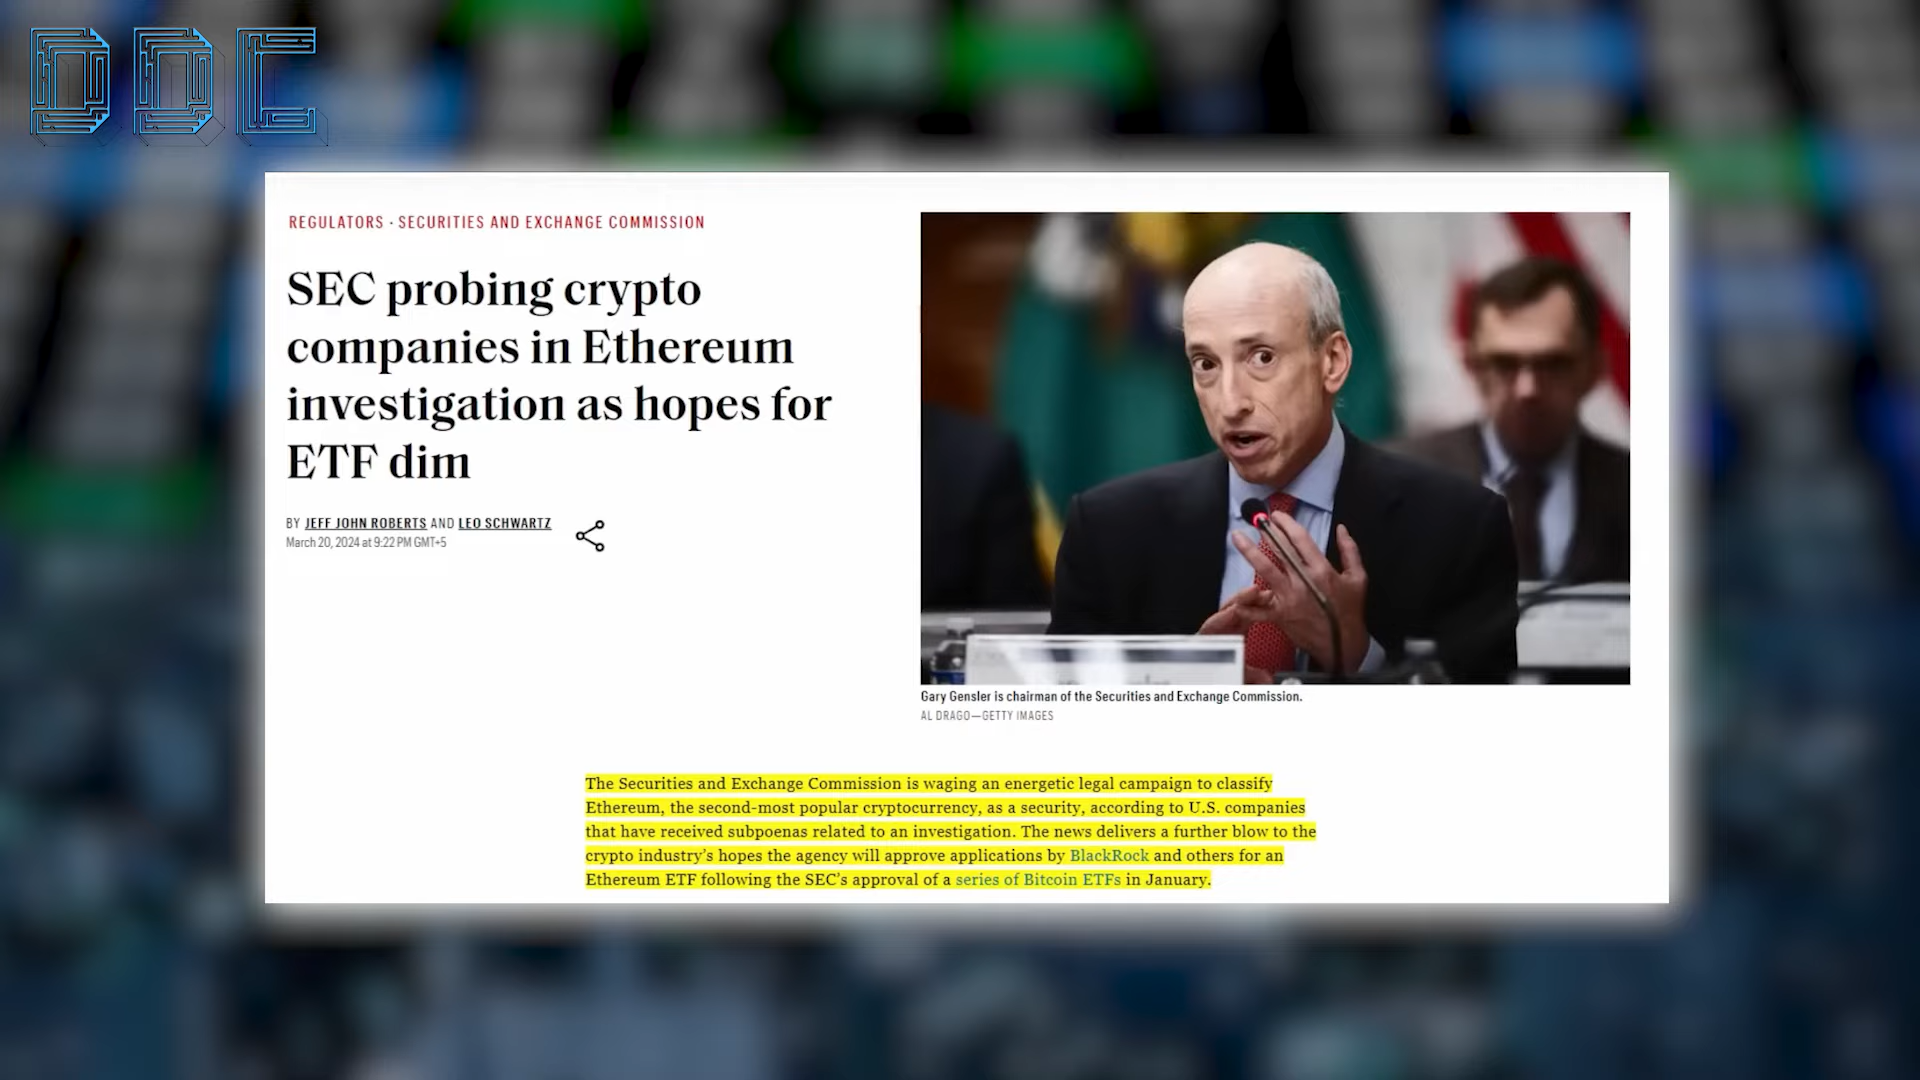 DDC
REGULATORS · SECURITIES AND EXCHANGE COMMISSION
SEC probing crypto
companies in Ethereum
investigation as hopes for
ETF dim
BY JEFF JOHN ROBERTS AND LEO SCHWARTZ
March 20, 2024 at 9:22 PM GMT+5
Gary Gensler is chairman of the Securities and Exchange Commission.
AL DRAGO—GETTY IMAGES
The Securities and Exchange Commission is waging an energetic legal campaign to classify
Ethereum, the second-most popular cryptocurrency, as a security, according to U.S. companies
that have received subpoenas related to an investigation. The news delivers a further blow to the
crypto industry’s hopes the agency will approve applications by BlackRock and others for an
Ethereum ETF following the SEC’s approval of a series of Bitcoin ETFs in January.